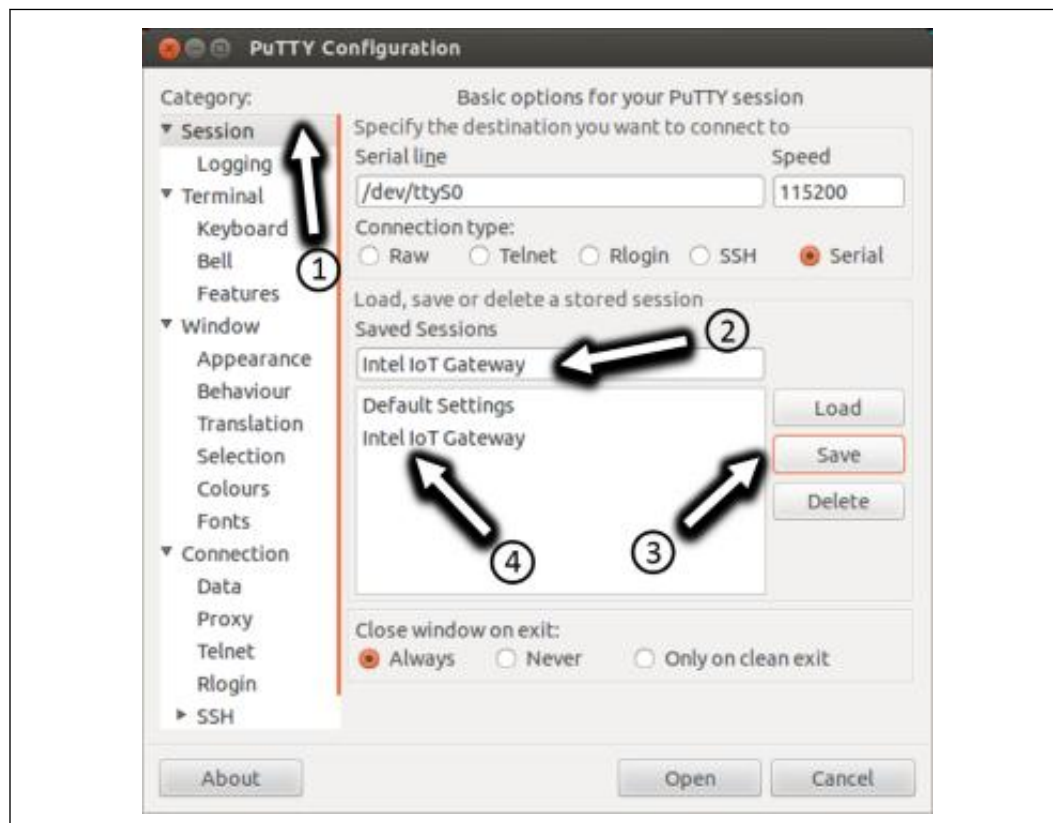 PuTTY Configuration
Category:
Session
Logging
Terminal
Keyboard
Bell
Features
Window
Appearance
Behaviour
Translation
Selection
Colours
Fonts
Connection
Data
Proxy
Telnet
Rlogin
SSH
Basic options for your PuTTY session
Specify the destination you want to connect to
Serial line Speed
/dev/ttyS0 115200
Connection type:
Raw Telnet Rlogin SSH Serial
Load, save or delete a stored session
Saved Sessions
Intel IoT Gateway
Default Settings
Intel IoT Gateway
Load
Save
Delete
Close window on exit:
Always Never Only on clean exit
About Open Cancel
1
2
3
4